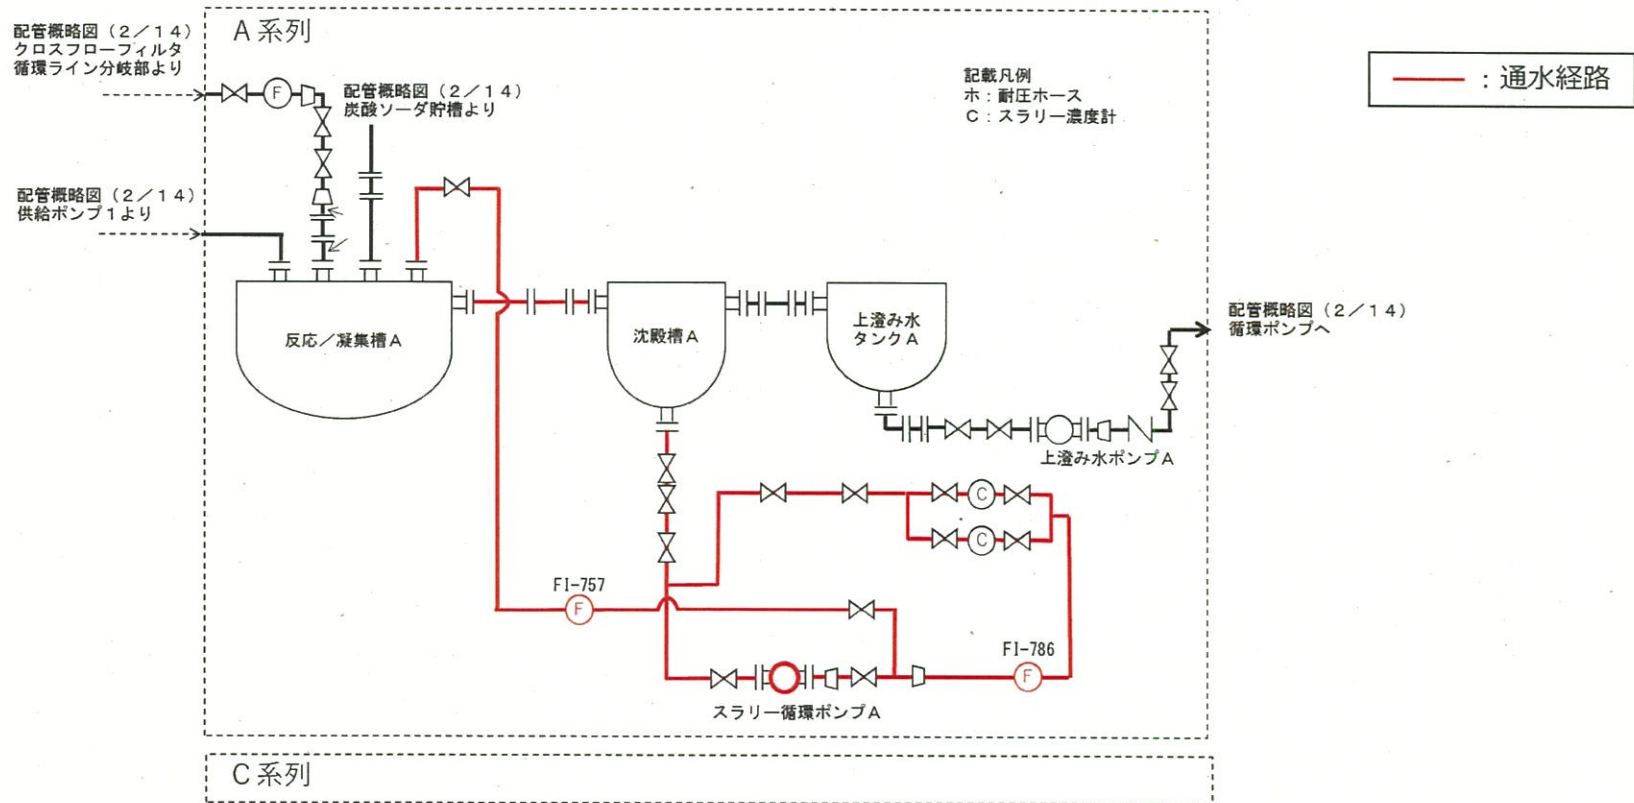 配管概略図（２／１４）
クロスフローフィルタ
循環ライン分岐部より
A系列
F
配管概略図（２／１４）
炭酸ソーダ貯槽より
記載凡例
ホ：耐圧ホース
C：スラリー濃度計
：通水経路
配管概略図（２／１４）
供給ポンプ１より
反応／凝集槽A
沈殿槽A
上澄み水
タンクA
配管概略図（２／１４）
循環ポンプへ
上澄み水ポンプA
C
C
FI-757
F
FI-786
F
スラリー循環ポンプA
C系列